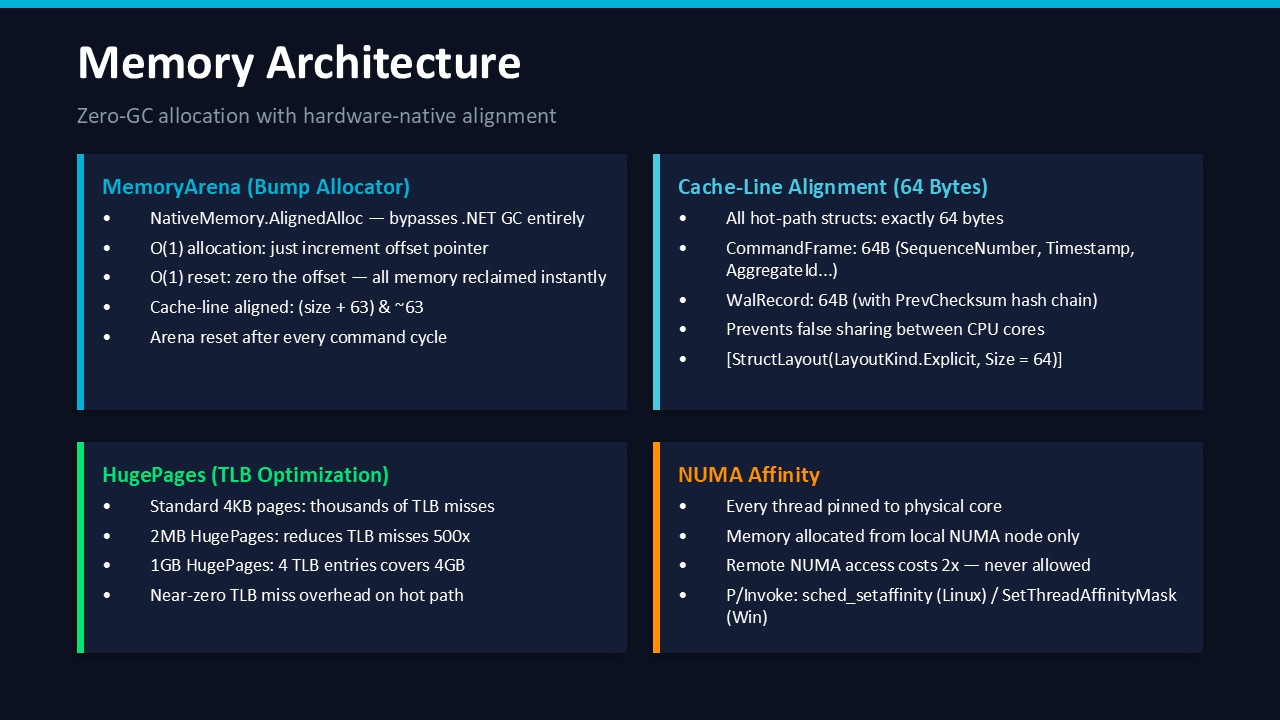 Memory Architecture
Zero-GC allocation with hardware-native alignment
MemoryArena (Bump Allocator)
• NativeMemory.AlignedAlloc — bypasses .NET GC entirely
• O(1) allocation: just increment offset pointer
• O(1) reset: zero the offset — all memory reclaimed instantly
• Cache-line aligned: (size + 63) & ~63
• Arena reset after every command cycle
Cache-Line Alignment (64 Bytes)
• All hot-path structs: exactly 64 bytes
• CommandFrame: 64B (SequenceNumber, Timestamp,
AggregateId...)
• WalRecord: 64B (with PrevChecksum hash chain)
• Prevents false sharing between CPU cores
• [StructLayout(LayoutKind.Explicit, Size = 64)]
HugePages (TLB Optimization)
• Standard 4KB pages: thousands of TLB misses
• 2MB HugePages: reduces TLB misses 500x
• 1GB HugePages: 4 TLB entries covers 4GB
• Near-zero TLB miss overhead on hot path
NUMA Affinity
• Every thread pinned to physical core
• Memory allocated from local NUMA node only
• Remote NUMA access costs 2x — never allowed
• P/Invoke: sched_setaffinity (Linux) / SetThreadAffinityMask
(Win)